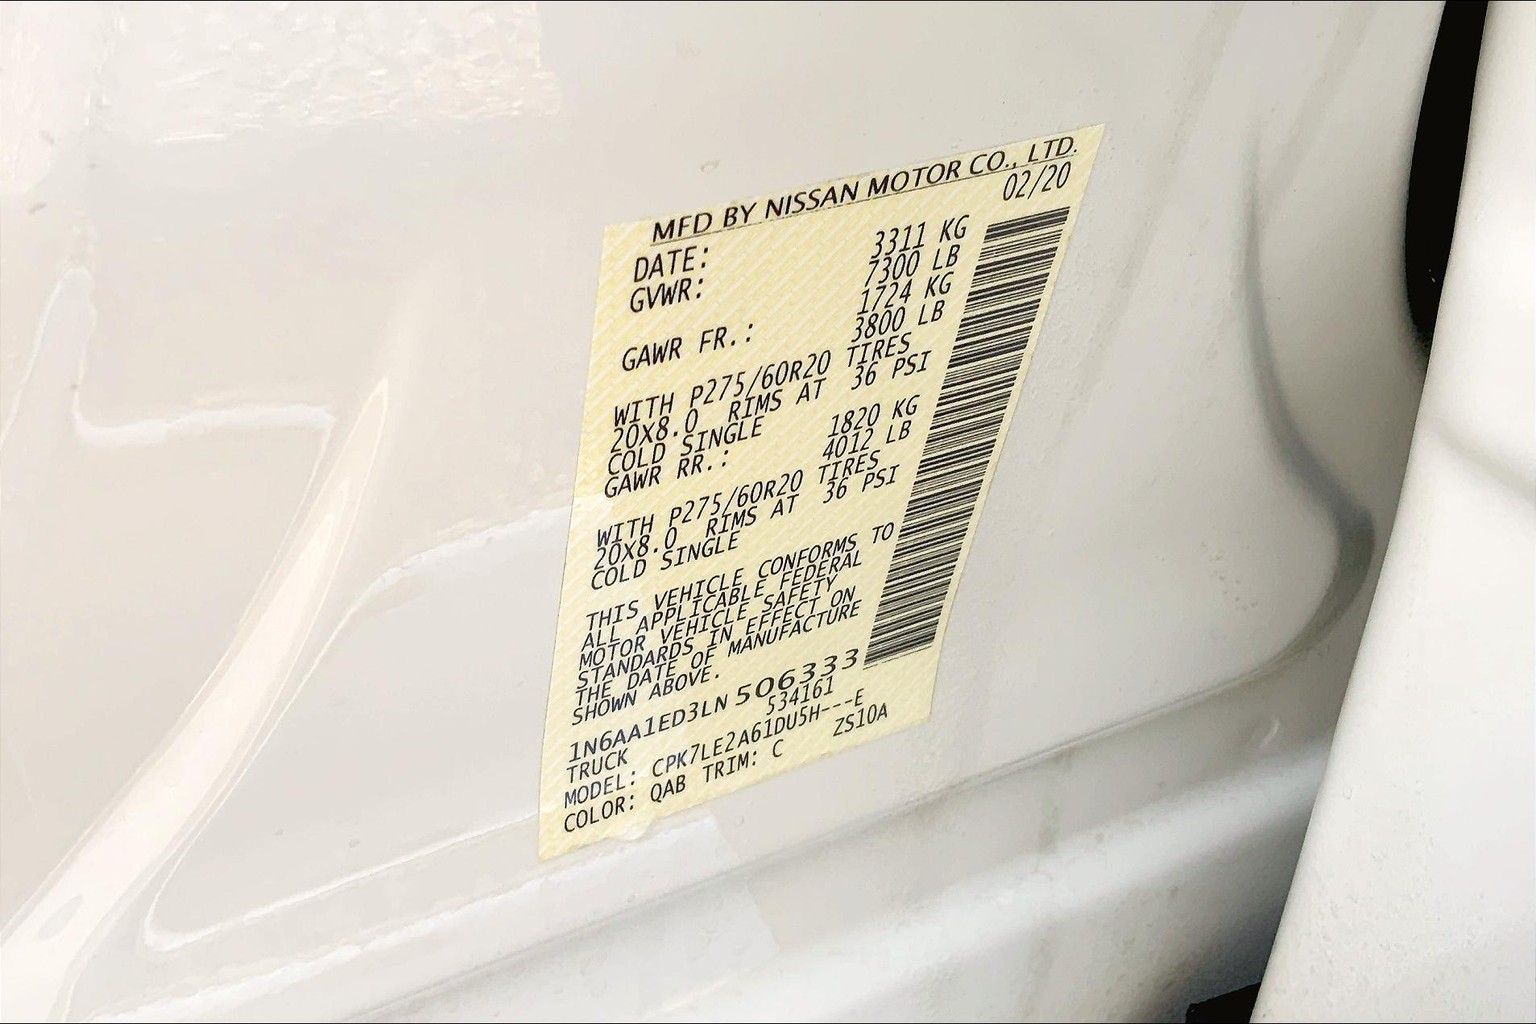 MFD BY NISSAN MOTOR CO., LTD.
DATE: 02/20
GVWR: 3311 KG
7300 LB
GAWR FR.: 1724 KG
3800 LB
WITH P275/60R20 TIRES
20X8.0 RIMS AT 36 PSI
COLD SINGLE
GAWR RR.: 1820 KG
4012 LB
WITH P275/60R20 TIRES
20X8.0 RIMS AT 36 PSI
COLD SINGLE
THIS VEHICLE CONFORMS TO
ALL APPLICABLE FEDERAL
MOTOR VEHICLE SAFETY
STANDARDS IN EFFECT ON
THE DATE OF MANUFACTURE
SHOWN ABOVE.
1N6AA1ED3LN 506333
TRUCK 534161
MODEL: CPK7LE2A61DU5H---E
COLOR: QAB TRIM: C ZS10A